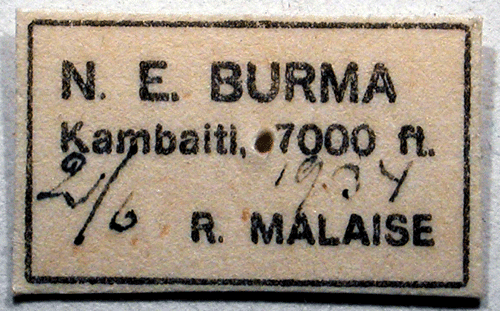 N. E. BURMA
Kambaiti, 7000 ft.
2/6 1934
R. MALAISE